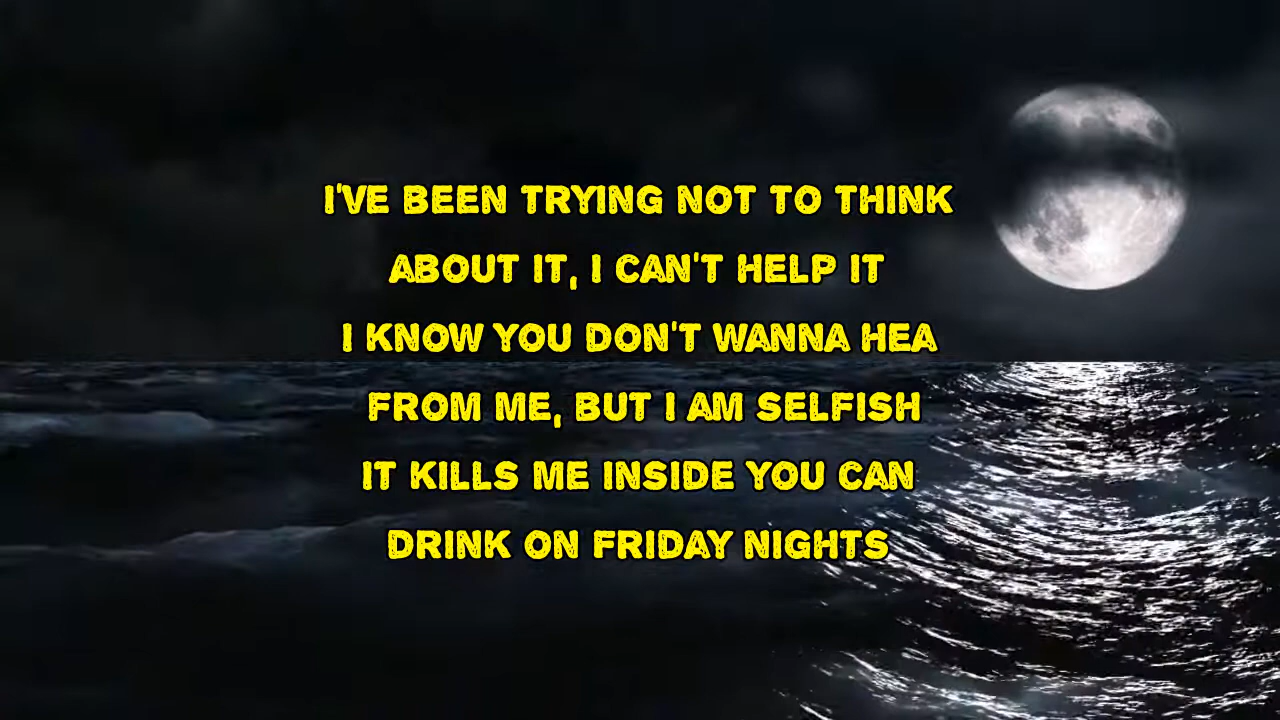 I'VE BEEN TRYING NOT TO THINK
ABOUT IT, I CAN'T HELP IT
I KNOW YOU DON'T WANNA HEA
FROM ME, BUT I AM SELFISH
IT KILLS ME INSIDE YOU CAN
DRINK ON FRIDAY NIGHTS